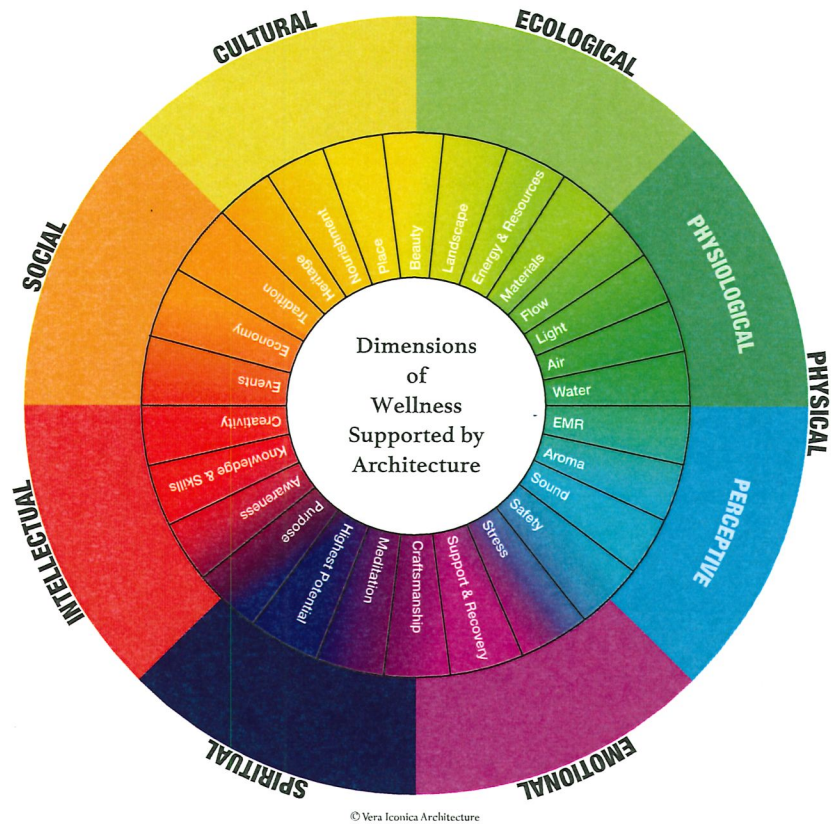 CULTURAL
ECOLOGICAL
PHYSIOLOGICAL
PHYSICAL
PERCEPTIVE
EMOTIONAL
SPIRITUAL
INTELLECTUAL
SOCIAL
Beauty
Landscape
Energy & Resources
Materials
Flow
Light
Air
Water
EMR
Aroma
Sound
Safety
Stress
Support & Recovery
Craftsmanship
Meditation
Highest Potential
Purpose
Awareness
Knowledge & Skills
Creativity
Events
Economy
Tradition
Heritage
Nourishment
Place
Dimensions
of
Wellness
Supported by
Architecture
© Vera Iconica Architecture